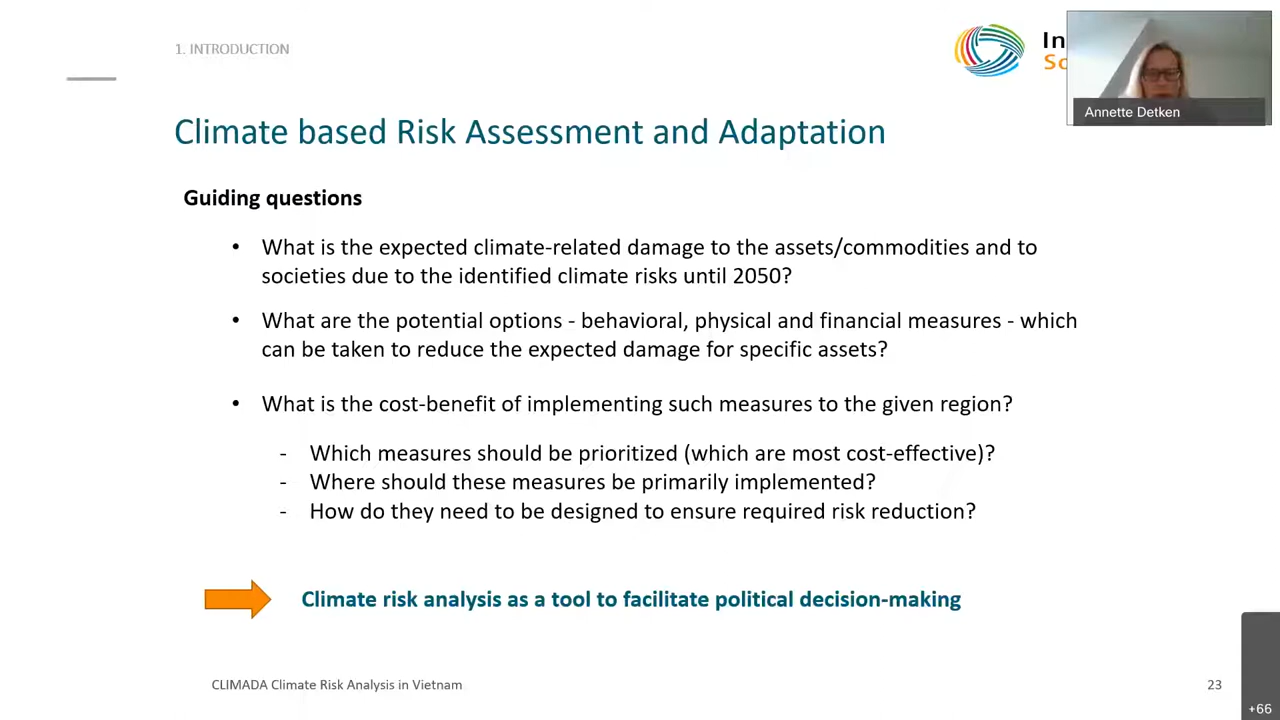 1. INTRODUCTION
In
So
Annette Detken
Climate based Risk Assessment and Adaptation
Guiding questions
• What is the expected climate-related damage to the assets/commodities and to
societies due to the identified climate risks until 2050?
• What are the potential options - behavioral, physical and financial measures - which
can be taken to reduce the expected damage for specific assets?
• What is the cost-benefit of implementing such measures to the given region?
- Which measures should be prioritized (which are most cost-effective)?
- Where should these measures be primarily implemented?
- How do they need to be designed to ensure required risk reduction?
Climate risk analysis as a tool to facilitate political decision-making
CLIMADA Climate Risk Analysis in Vietnam
23
+66